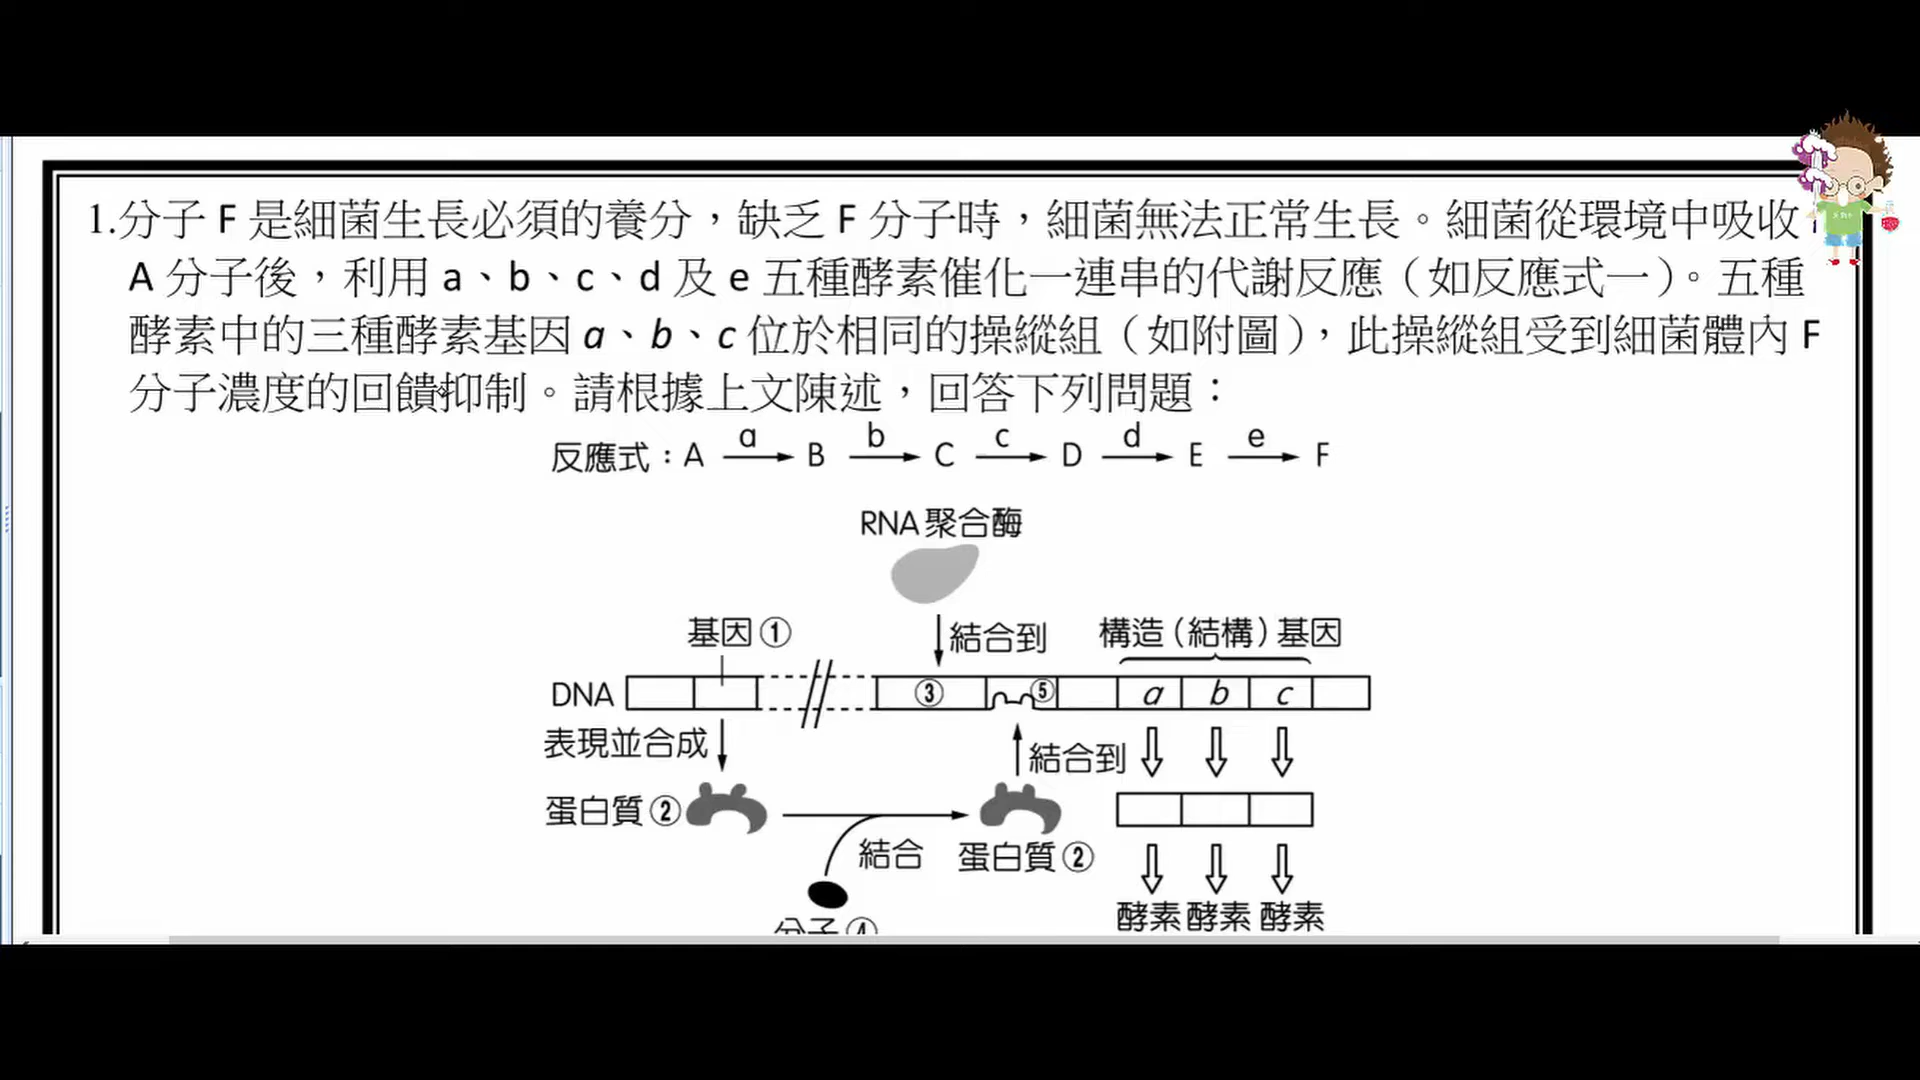 1.分子 F 是細菌生長必須的養分，缺乏 F 分子時，細菌無法正常生長。細菌從環境中吸收
A 分子後，利用 a、b、c、d 及 e 五種酵素催化一連串的代謝反應（如反應式一）。五種
酵素中的三種酵素基因 a、b、c 位於相同的操縱組（如附圖），此操縱組受到細菌體內 F
分子濃度的回饋抑制。請根據上文陳述，回答下列問題：
反應式：A a→ B b→ C c→ D d→ E e→ F
RNA 聚合酶
基因① 結合到 構造（結構）基因
DNA ③ ⑤ a b c
表現並合成 結合到
蛋白質② 結合 蛋白質②
分子④ 酵素 酵素 酵素